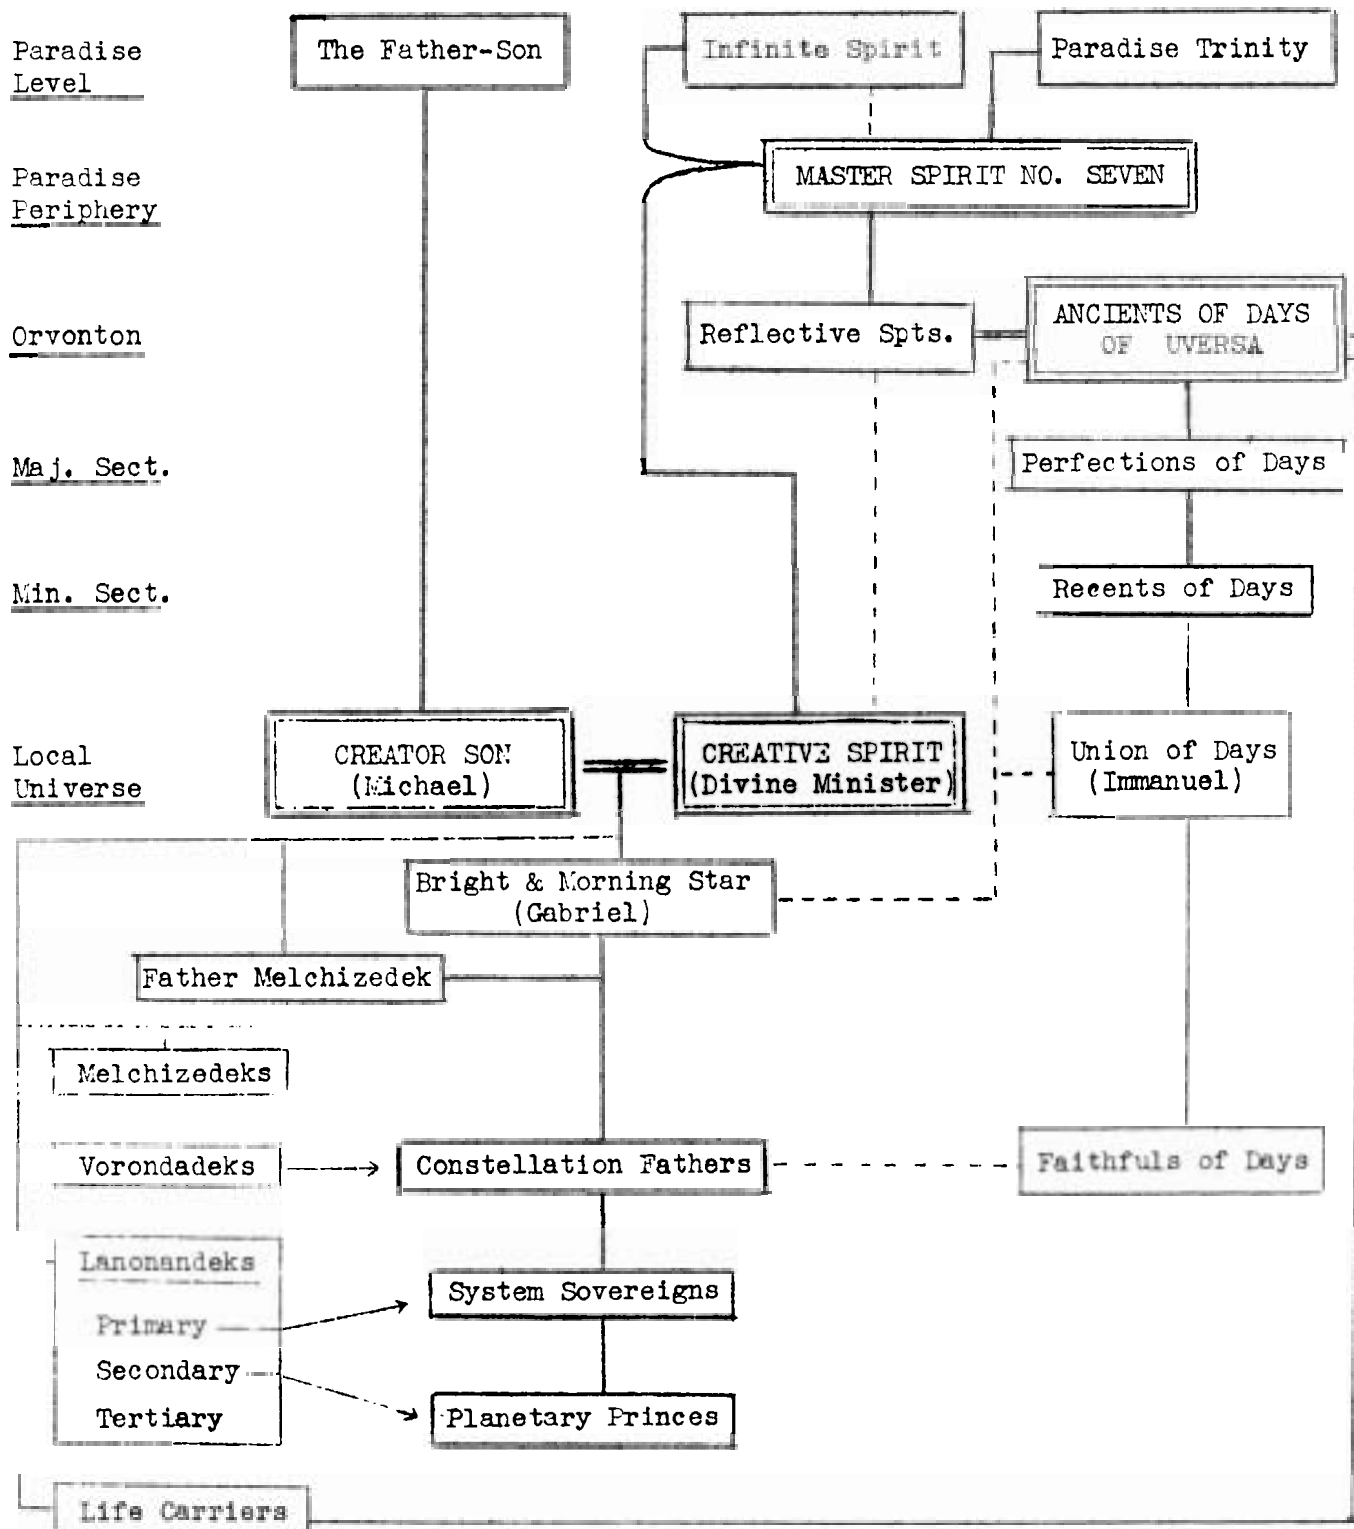 Paradise
Level
The Father-Son
Infinite Spirit
Paradise Trinity
Paradise
Periphery
MASTER SPIRIT NO. SEVEN
Orvonton
Reflective Spts.
ANCIENTS OF DAYS
OF UVERSA
Maj. Sect.
Perfections of Days
Min. Sect.
Recents of Days
Local
Universe
CREATOR SON
(Michael)
CREATIVE SPIRIT
(Divine Minister)
Union of Days
(Immanuel)
Bright & Morning Star
(Gabriel)
Father Melchizedek
Melchizedeks
Vorondadeks
Constellation Fathers
Faithfuls of Days
Lanonandeks
System Sovereigns
Primary
Secondary
Tertiary
Planetary Princes
Life Carriers